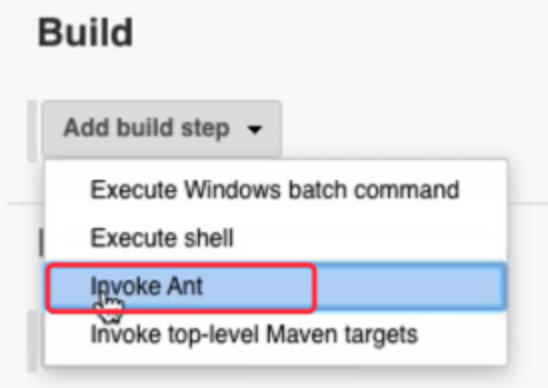 Build
Add build step
Execute Windows batch command
Execute shell
Invoke Ant
Invoke top-level Maven targets